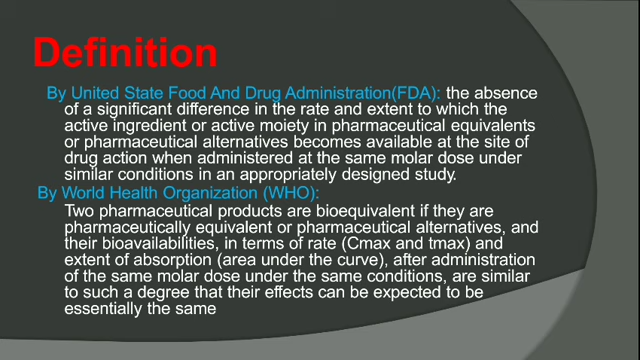 Definition
By United State Food And Drug Administration(FDA): the absence
of a significant difference in the rate and extent to which the
active ingredient or active moiety in pharmaceutical equivalents
or pharmaceutical alternatives becomes available at the site of
drug action when administered at the same molar dose under
similar conditions in an appropriately designed study.
By World Health Organization (WHO):
Two pharmaceutical products are bioequivalent if they are
pharmaceutically equivalent or pharmaceutical alternatives, and
their bioavailabilities, in terms of rate (Cmax and tmax) and
extent of absorption (area under the curve), after administration
of the same molar dose under the same conditions, are similar
to such a degree that their effects can be expected to be
essentially the same